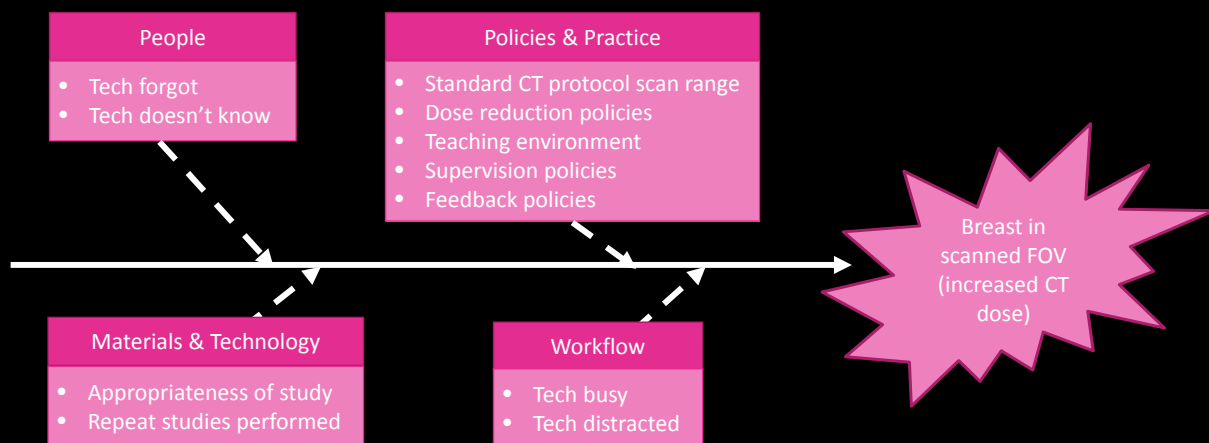 People
• Tech forgot
• Tech doesn’t know
Policies & Practice
• Standard CT protocol scan range
• Dose reduction policies
• Teaching environment
• Supervision policies
• Feedback policies
Breast in
scanned FOV
(increased CT
dose)
Materials & Technology
• Appropriateness of study
• Repeat studies performed
Workflow
• Tech busy
• Tech distracted